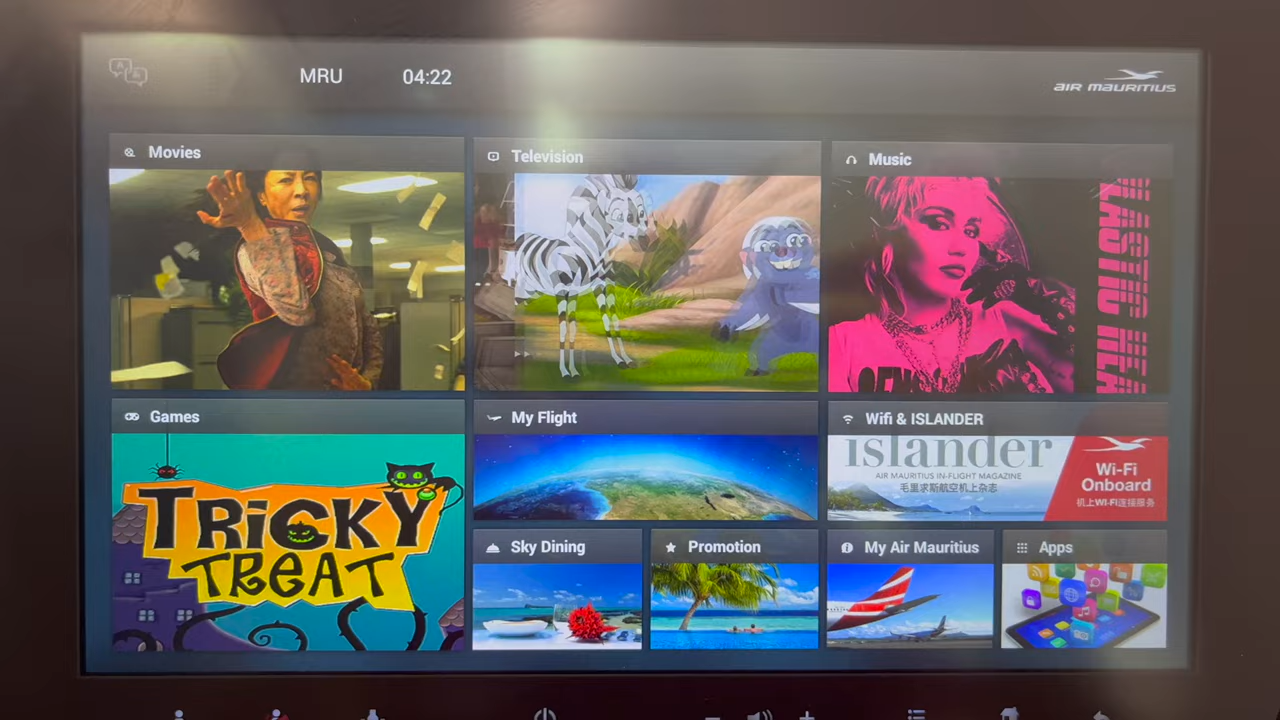 MRU 04:22
AIR MAURITIUS
Movies
Television
Music
Games
TRICKY
TREAT
My Flight
Wifi & ISLANDER
islander
AIR MAURITIUS IN-FLIGHT MAGAZINE
毛里求斯航空机上杂志
Wi-Fi
Onboard
机上WI-FI连接服务
Sky Dining
Promotion
My Air Mauritius
Apps